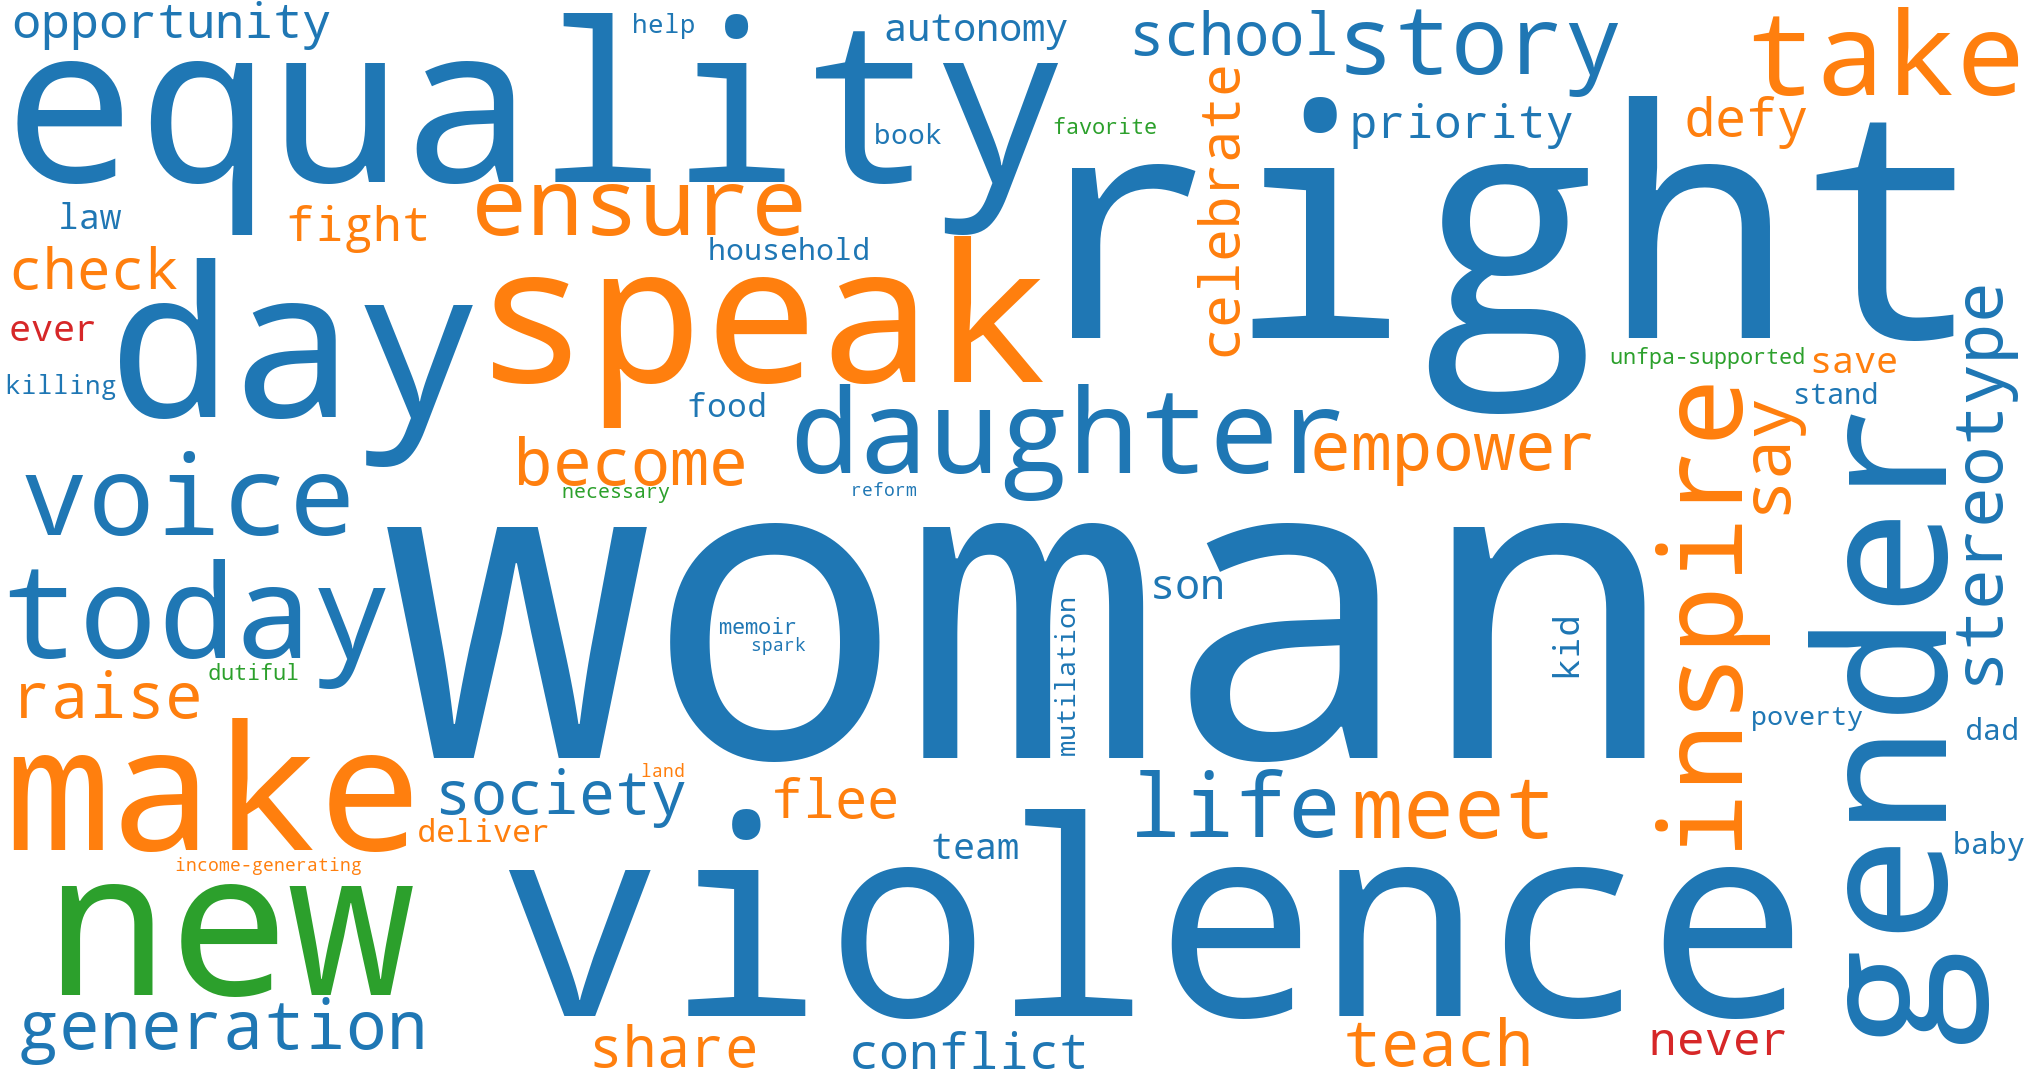 opportunity
help
autonomy
school
story
take
equality
book
favorite
celebrate
priority
defy
right
law
fight
ensure
household
check
day
speak
ever
killing
food
daughter
empower
unfpa-supported
save
stand
stereotype
voice
become
necessary
reform
inspire
say
gender
woman
today
memoir
spark
mutilation
son
kid
dutiful
raise
poverty
dad
make
society
land
flee
life
meet
deliver
team
baby
income-generating
new
violence
generation
share
conflict
teach
never